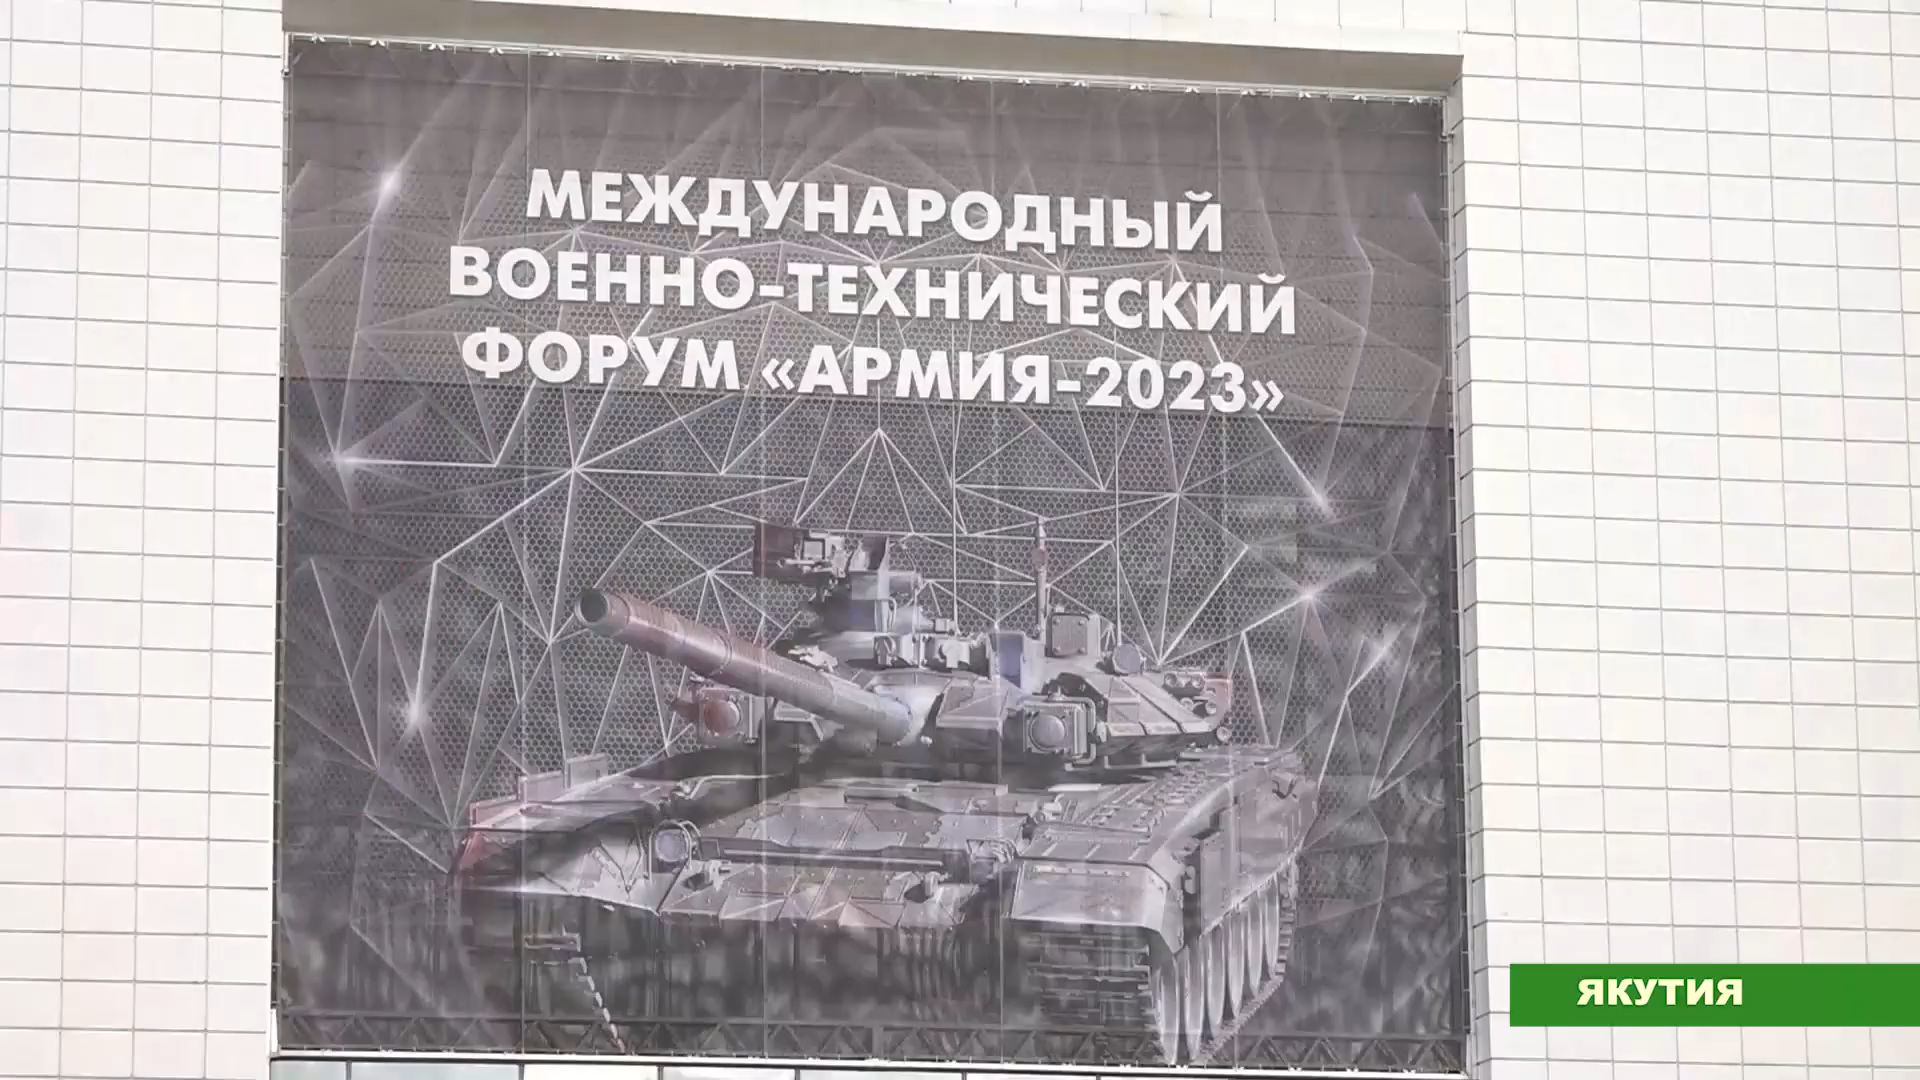 МЕЖДУНАРОДНЫЙ
ВОЕННО-ТЕХНИЧЕСКИЙ
ФОРУМ «АРМИЯ-2023»
ЯКУТИЯ